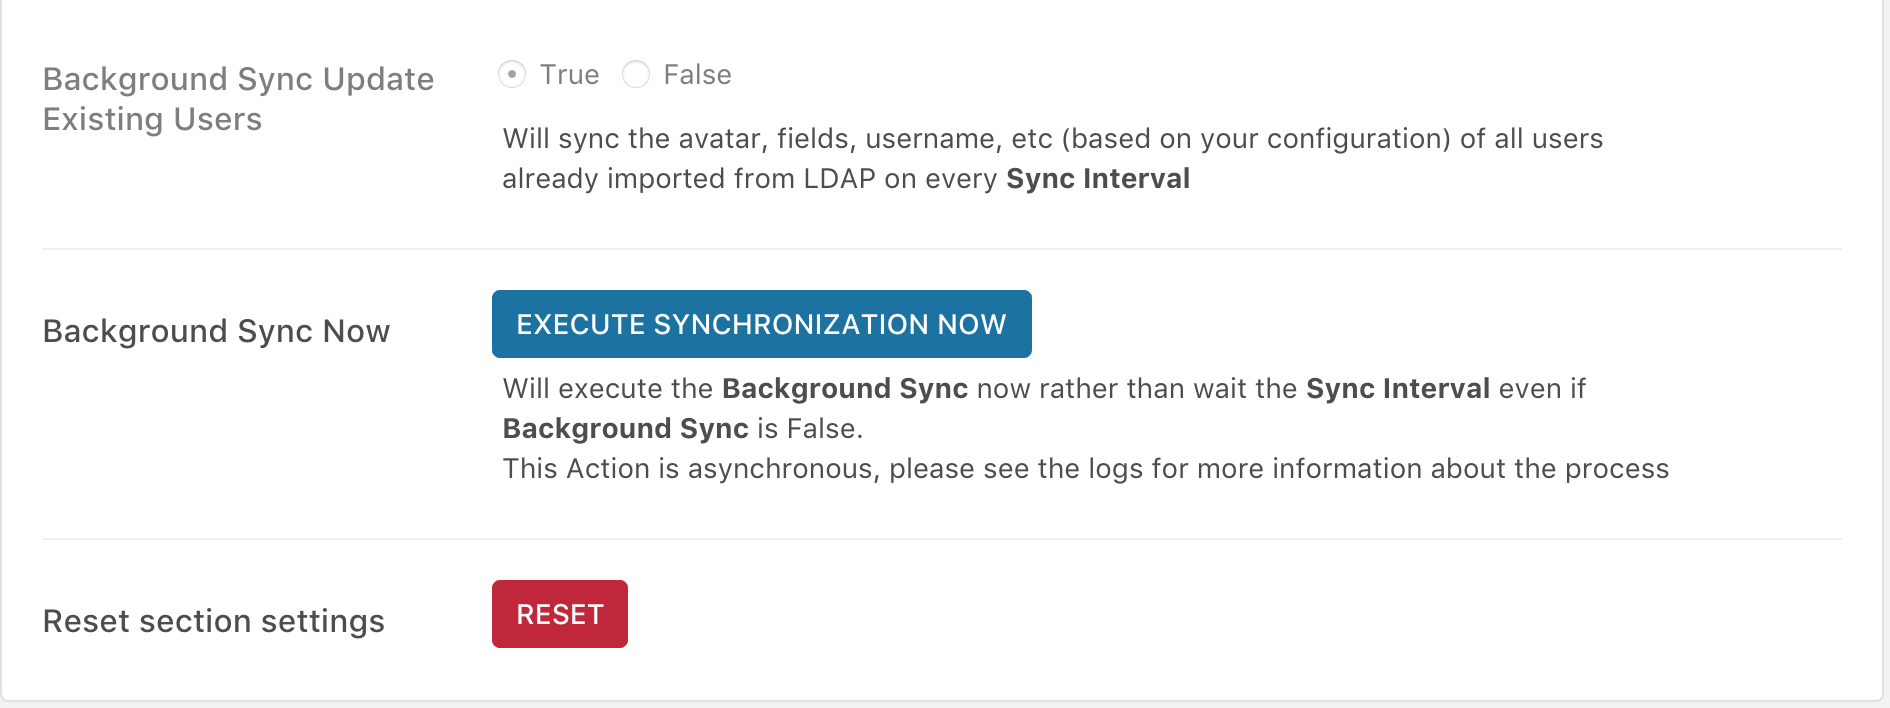 Background Sync Update
Existing Users
True False
Will sync the avatar, fields, username, etc (based on your configuration) of all users
already imported from LDAP on every Sync Interval
Background Sync Now
EXECUTE SYNCHRONIZATION NOW
Will execute the Background Sync now rather than wait the Sync Interval even if
Background Sync is False.
This Action is asynchronous, please see the logs for more information about the process
Reset section settings
RESET